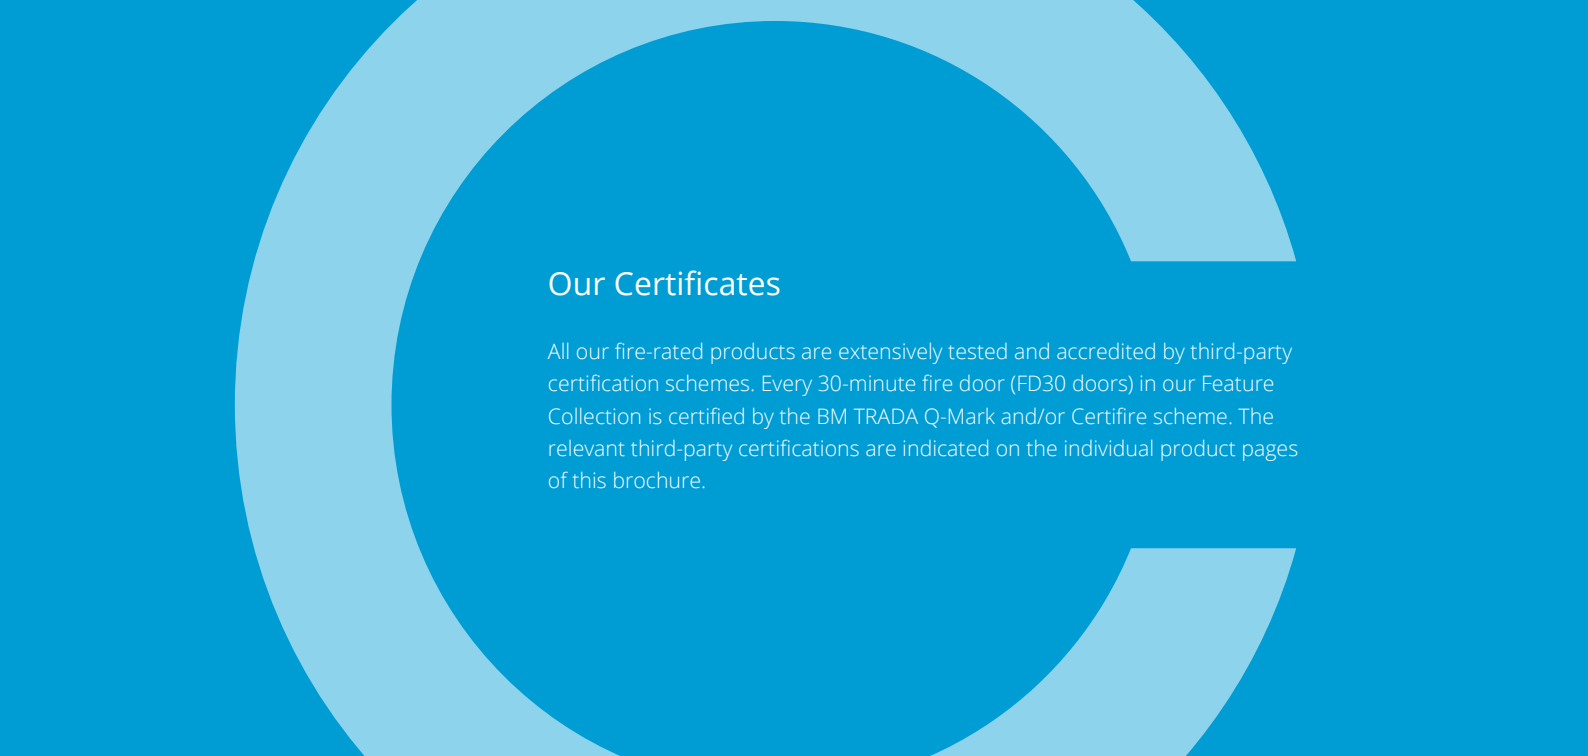 Our Certificates
All our fire-rated products are extensively tested and accredited by third-party
certification schemes. Every 30-minute fire door (FD30 doors) in our Feature
Collection is certified by the BM TRADA Q-Mark and/or Certifire scheme. The
relevant third-party certifications are indicated on the individual product pages
of this brochure.